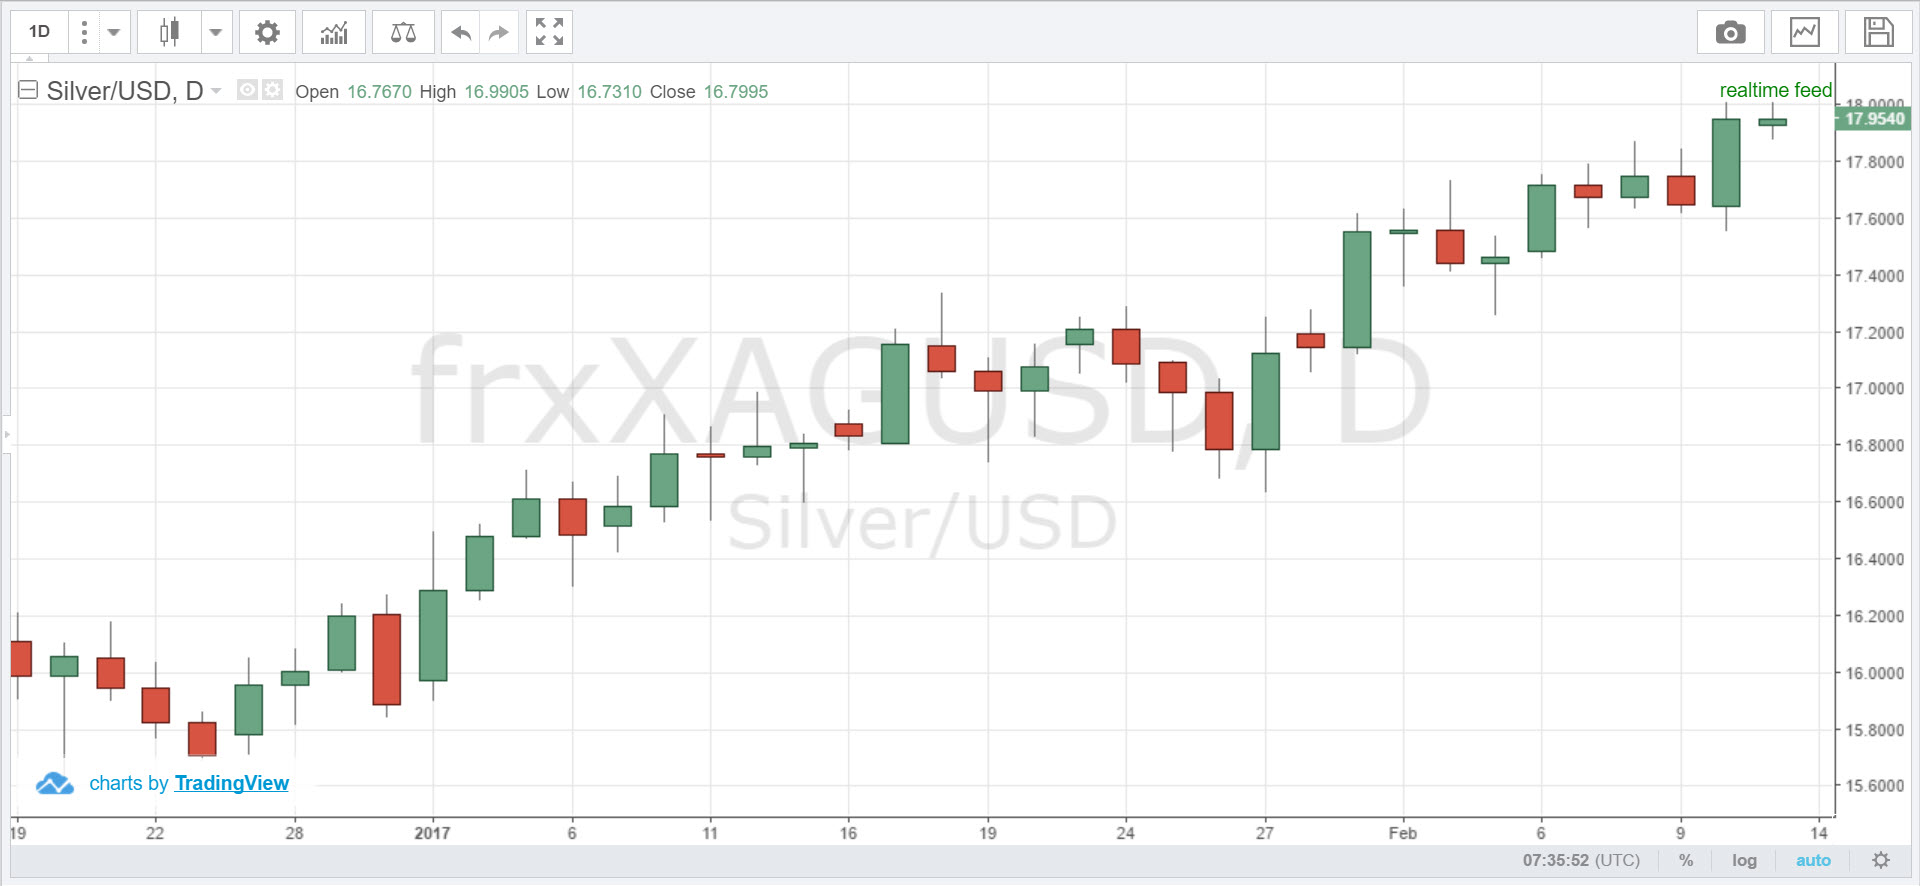 1D
Silver/USD, D Open 16.7670 High 16.9905 Low 16.7310 Close 16.7995
realtime feed
18.0000
17.9540
17.8000
17.6000
17.4000
17.2000
17.0000
16.8000
16.6000
16.4000
16.2000
16.0000
15.8000
15.6000
frxXAGUSD, D
Silver/USD
charts by TradingView
19 22 28 2017 6 11 16 19 24 27 Feb 6 9 14
07:35:52 (UTC) % log auto